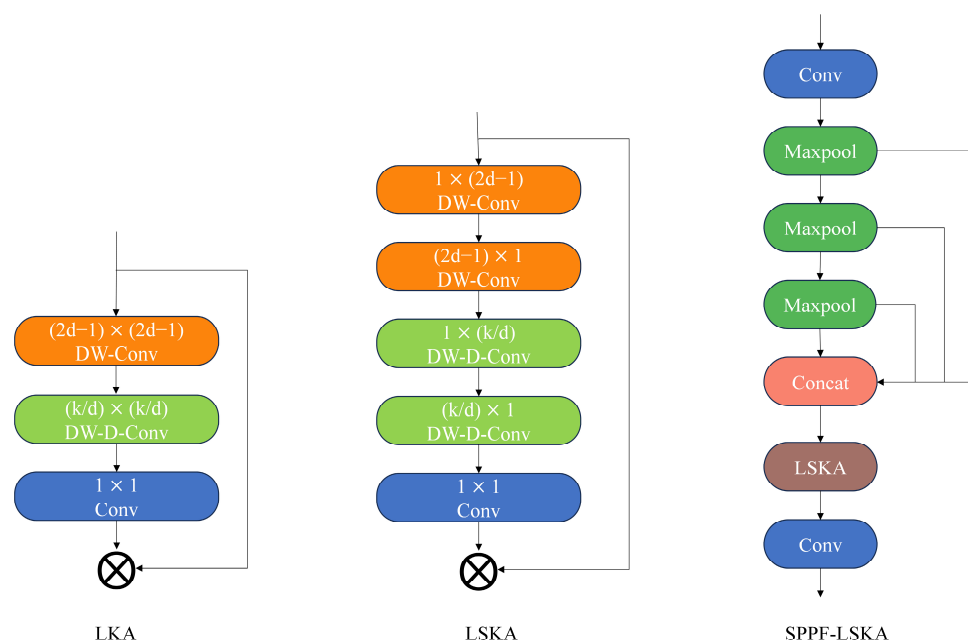 (2d−1) × (2d−1)
DW-Conv
(k/d) × (k/d)
DW-D-Conv
1 × 1
Conv
LKA
1 × (2d−1)
DW-Conv
(2d−1) × 1
DW-Conv
1 × (k/d)
DW-D-Conv
(k/d) × 1
DW-D-Conv
1 × 1
Conv
LSKA
Conv
Maxpool
Maxpool
Maxpool
Concat
LSKA
Conv
SPPF-LSKA